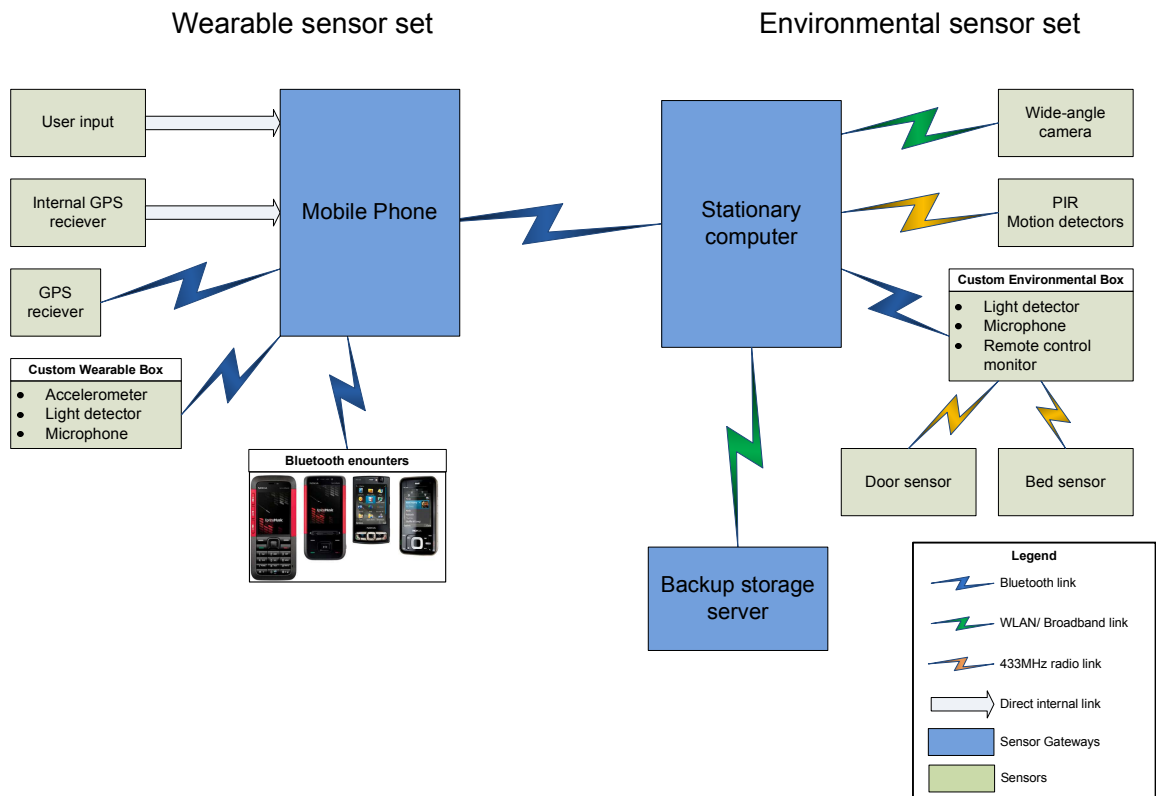 Wearable sensor set
Environmental sensor set
User input
Internal GPS
reciever
GPS
reciever
Custom Wearable Box
● Accelerometer
● Light detector
● Microphone
Mobile Phone
Bluetooth enounters
Stationary
computer
Backup storage
server
Wide-angle
camera
PIR
Motion detectors
Custom Environmental Box
● Light detector
● Microphone
● Remote control
monitor
Door sensor
Bed sensor
Legend
Bluetooth link
WLAN/ Broadband link
433MHz radio link
Direct internal link
Sensor Gateways
Sensors